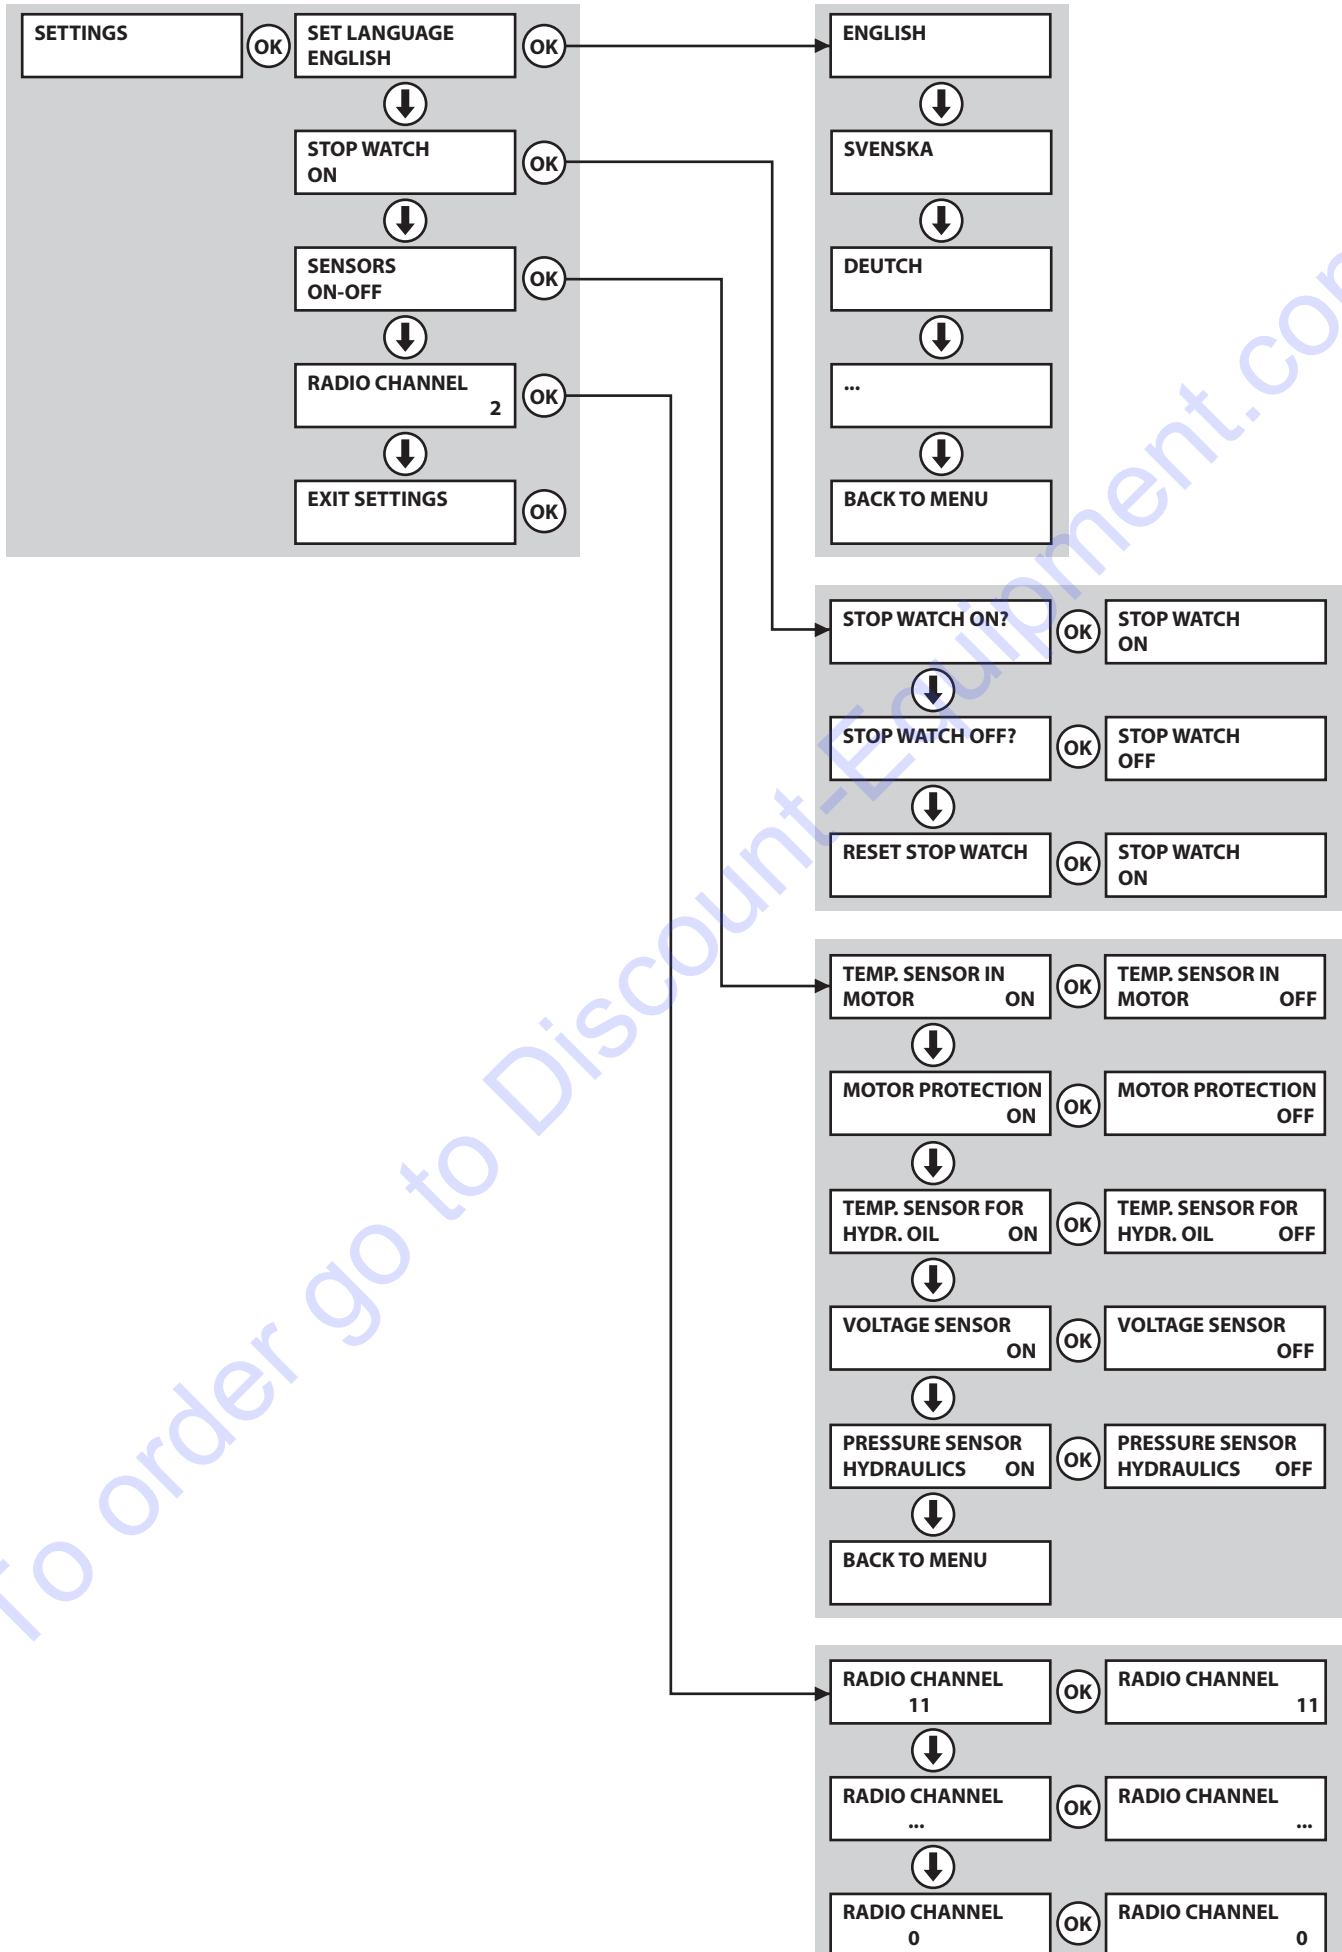 SETTINGS
OK
SET LANGUAGE
ENGLISH
OK
STOP WATCH
ON
OK
SENSORS
ON-OFF
OK
RADIO CHANNEL
2
OK
EXIT SETTINGS
OK
ENGLISH
SVENSKA
DEUTCH
...
BACK TO MENU
STOP WATCH ON?
OK
STOP WATCH
ON
STOP WATCH OFF?
OK
STOP WATCH
OFF
RESET STOP WATCH
OK
STOP WATCH
ON
TEMP. SENSOR IN
MOTOR ON
OK
TEMP. SENSOR IN
MOTOR OFF
MOTOR PROTECTION
ON
OK
MOTOR PROTECTION
OFF
TEMP. SENSOR FOR
HYDR. OIL ON
OK
TEMP. SENSOR FOR
HYDR. OIL OFF
VOLTAGE SENSOR
ON
OK
VOLTAGE SENSOR
OFF
PRESSURE SENSOR
HYDRAULICS ON
OK
PRESSURE SENSOR
HYDRAULICS OFF
BACK TO MENU
RADIO CHANNEL
11
OK
RADIO CHANNEL
11
RADIO CHANNEL
...
OK
RADIO CHANNEL
...
RADIO CHANNEL
0
OK
RADIO CHANNEL
0
To order go to Discount-Equipment.com